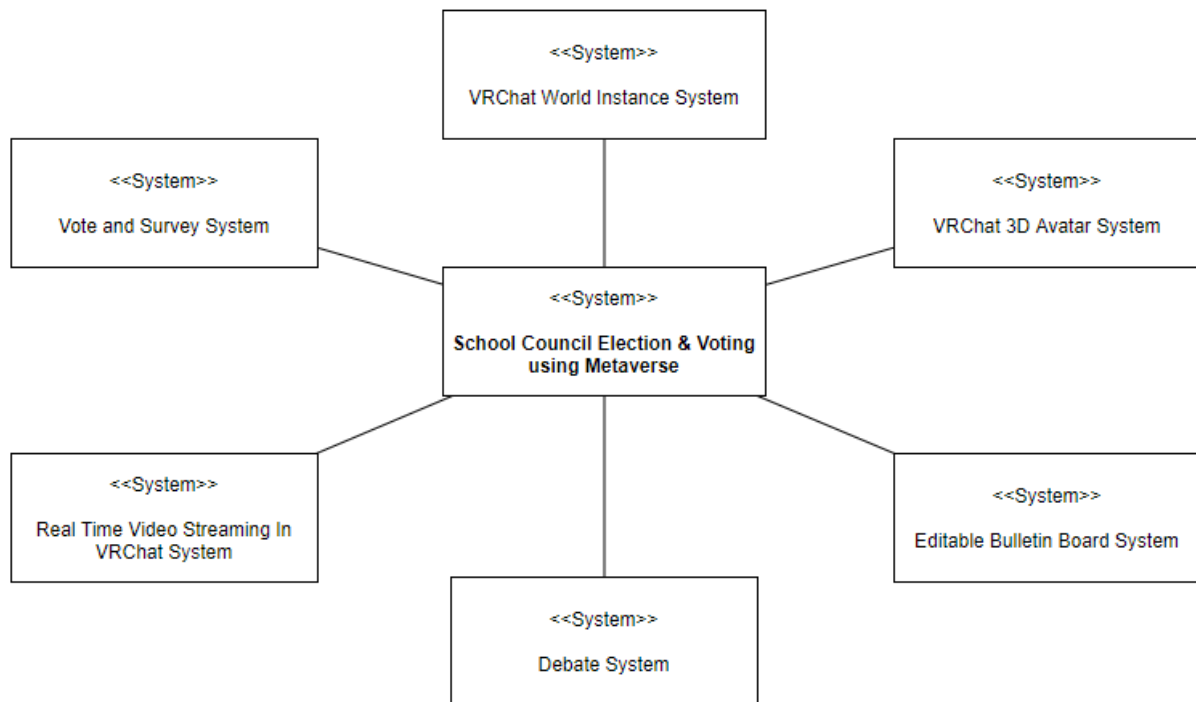 <<System>>
VRChat World Instance System
<<System>>
Vote and Survey System
<<System>>
VRChat 3D Avatar System
<<System>>
School Council Election & Voting
using Metaverse
<<System>>
Real Time Video Streaming In
VRChat System
<<System>>
Editable Bulletin Board System
<<System>>
Debate System